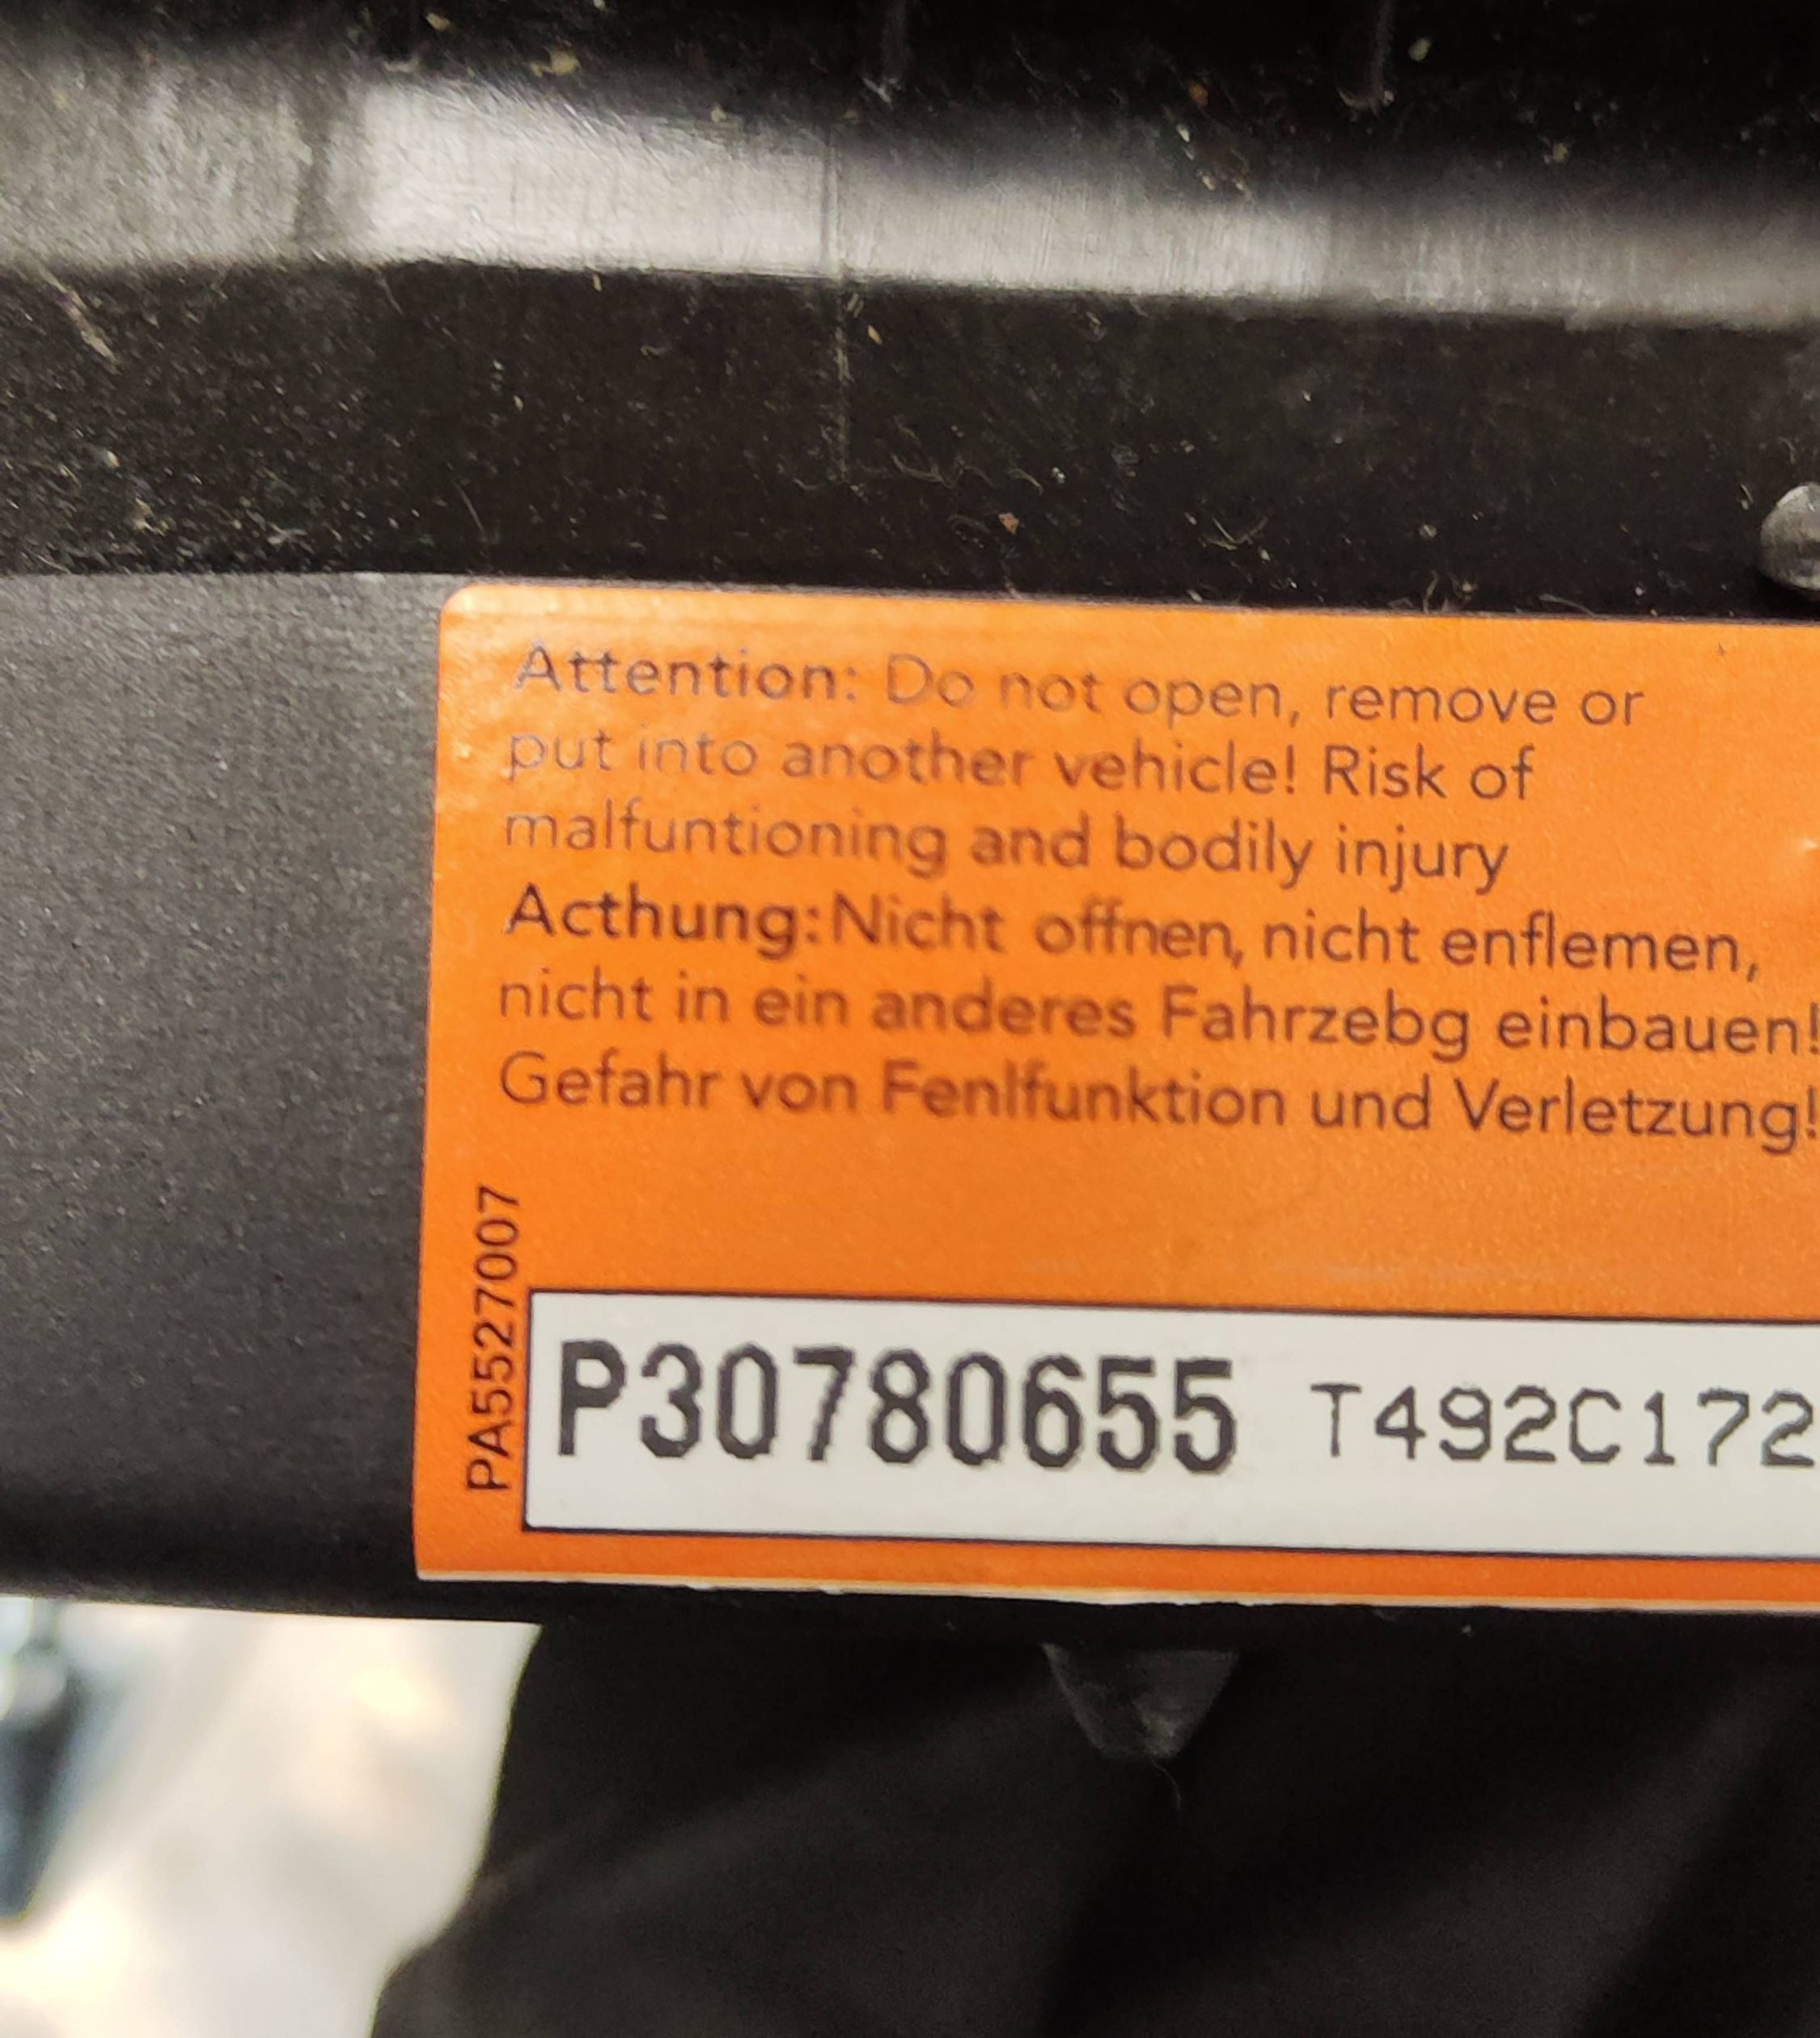 Attention: Do not open, remove or
put into another vehicle! Risk of
malfuntioning and bodily injury
Acthung:Nicht offnen, nicht enflemen,
nicht in ein anderes Fahrzebg einbauen!
Gefahr von Fenlfunktion und Verletzung!
PA5527007
P30780655 T492C172